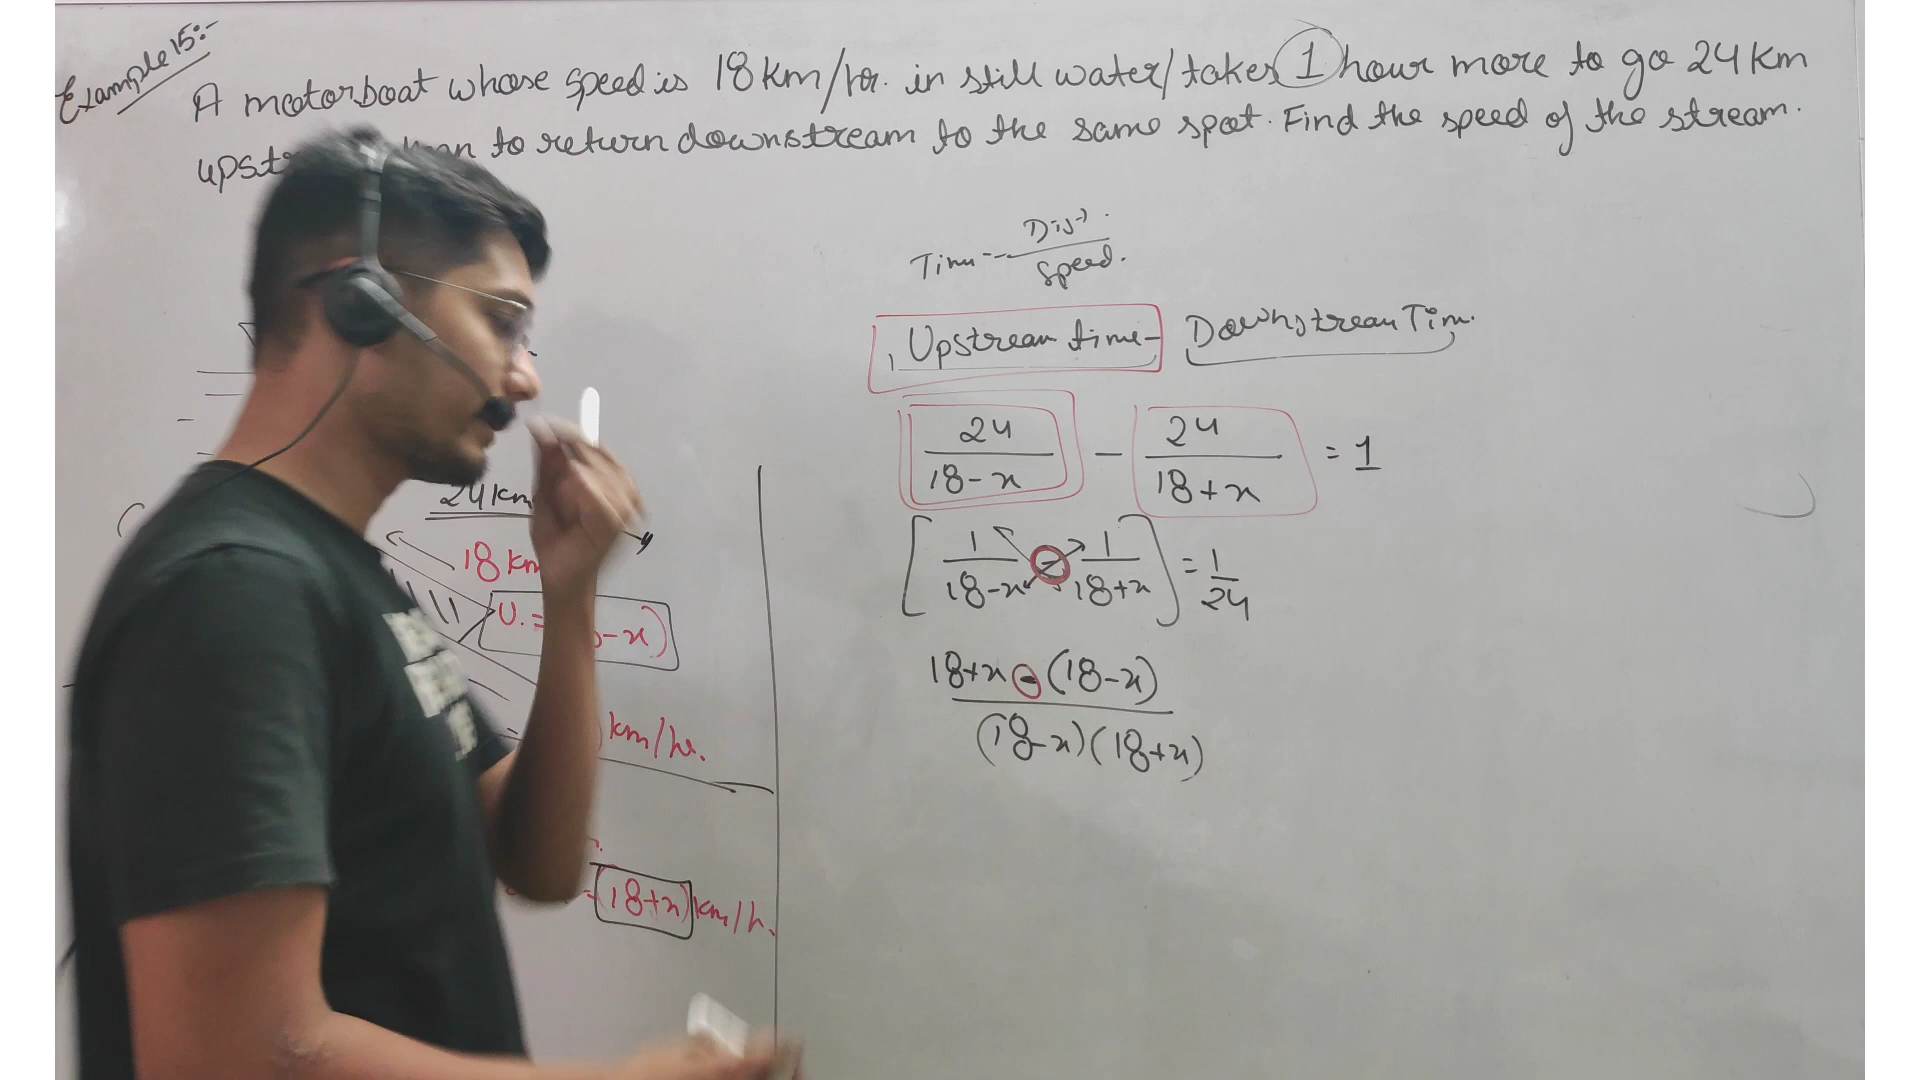 Example 15:-
A motorboat whose speed is 18 km/hr. in still water/takes 1 hour more to go 24 km
to return downstream to the same spot. Find the speed of the stream.
Time = Dist. / Speed.
Upstream time - Downstream Time.
24/(18-x) - 24/(18+x) = 1
[1/(18-x) - 1/(18+x)] = 1/24
18+x-(18-x)
(18-x)(18+x)
24 km
18 km
U. = -x)
km/hr.
=(18+x) km/h.